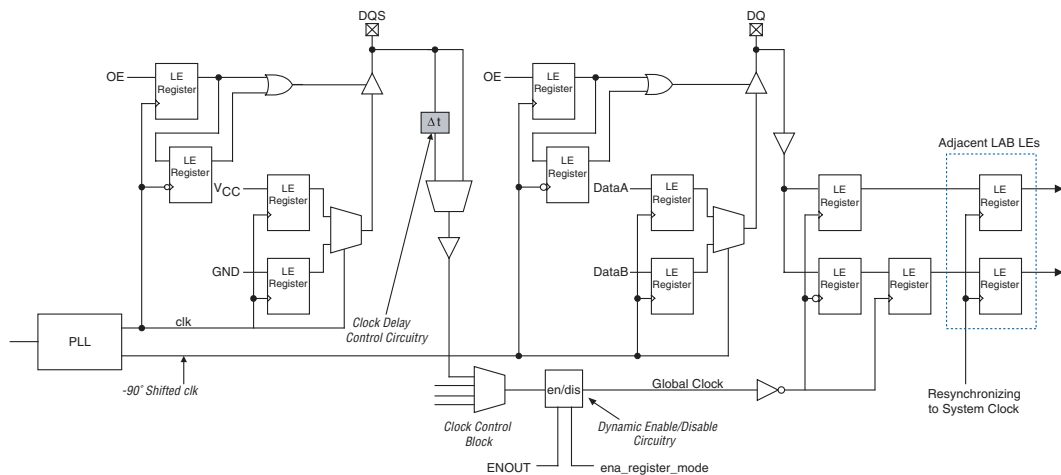 DQS
DQ
OE
LE
Register
LE
Register
VCC
LE
Register
GND
LE
Register
Δt
Clock Delay
Control Circuitry
clk
PLL
-90˚ Shifted clk
OE
LE
Register
LE
Register
DataA
LE
Register
DataB
LE
Register
Adjacent LAB LEs
LE
Register
LE
Register
LE
Register
LE
Register
LE
Register
Clock Control
Block
en/dis
Global Clock
Dynamic Enable/Disable
Circuitry
ENOUT
ena_register_mode
Resynchronizing
to System Clock